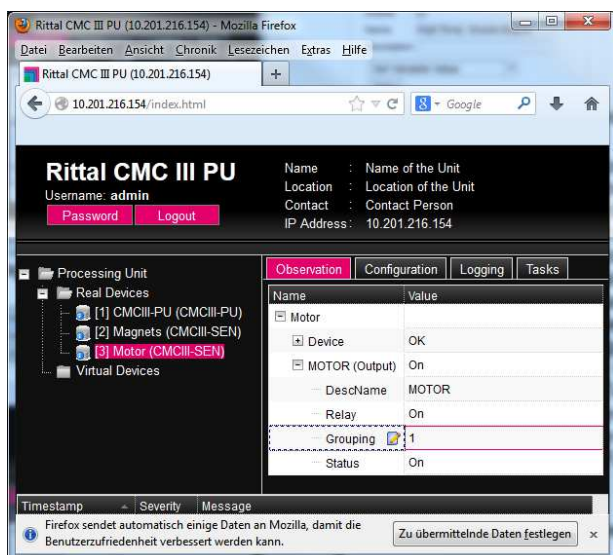 Rittal CMC III PU (10.201.216.154) - Mozilla Firefox
Datei Bearbeiten Ansicht Chronik Lesezeichen Extras Hilfe
Rittal CMC III PU (10.201.216.154) +
10.201.216.154/index.html
Google
Rittal CMC III PU
Username: admin
Password Logout
Name : Name of the Unit
Location : Location of the Unit
Contact : Contact Person
IP Address : 10.201.216.154
Processing Unit
Real Devices
[1] CMCIII-PU (CMCIII-PU)
[2] Magnets (CMCIII-SEN)
[3] Motor (CMCIII-SEN)
Virtual Devices
Observation Configuration Logging Tasks
Name Value
Motor
Device OK
MOTOR (Output) On
DescName MOTOR
Relay On
Grouping 1
Status On
Timestamp Severity Message
Firefox sendet automatisch einige Daten an Mozilla, damit die
Benutzerzufriedenheit verbessert werden kann.
Zu übermittelnde Daten festlegen